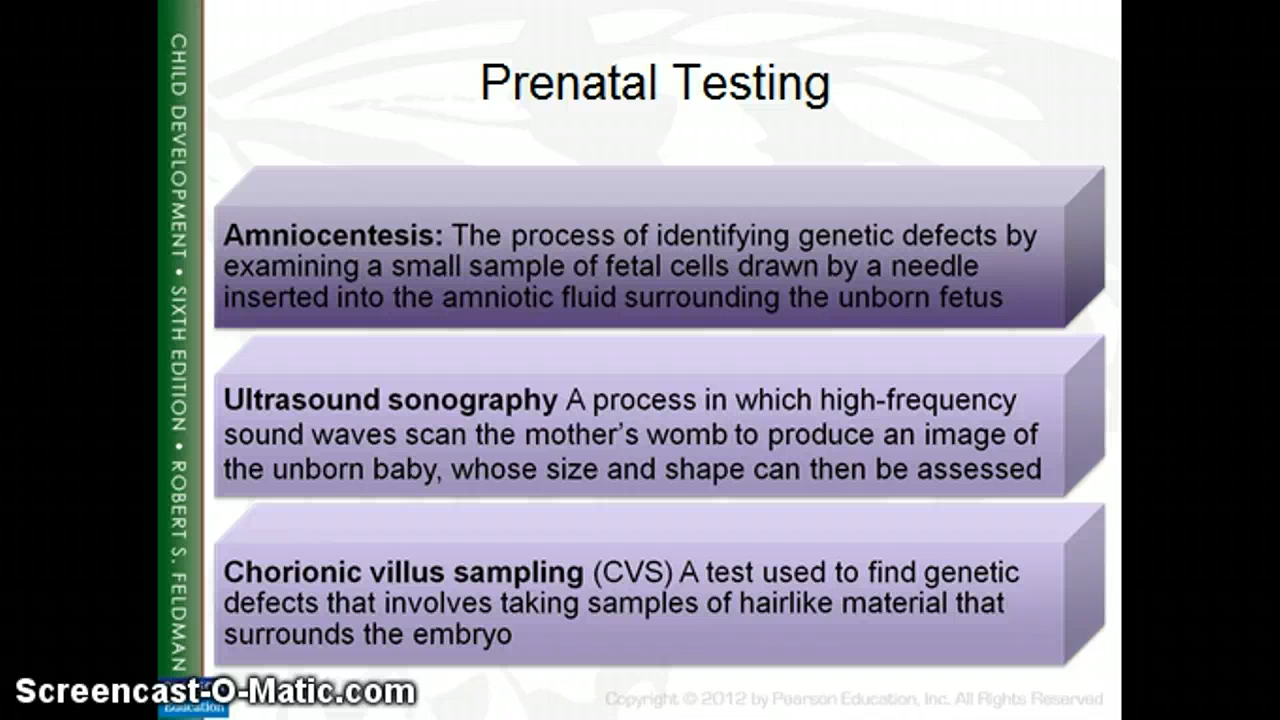 CHILD DEVELOPMENT • SIXTH EDITION • ROBERT S. FELDMAN
Prenatal Testing
Amniocentesis: The process of identifying genetic defects by
examining a small sample of fetal cells drawn by a needle
inserted into the amniotic fluid surrounding the unborn fetus
Ultrasound sonography A process in which high-frequency
sound waves scan the mother's womb to produce an image of
the unborn baby, whose size and shape can then be assessed
Chorionic villus sampling (CVS) A test used to find genetic
defects that involves taking samples of hairlike material that
surrounds the embryo
Screencast-O-Matic.com
Education
Copyright © 2012 by Pearson Education, Inc. All Rights Reserved